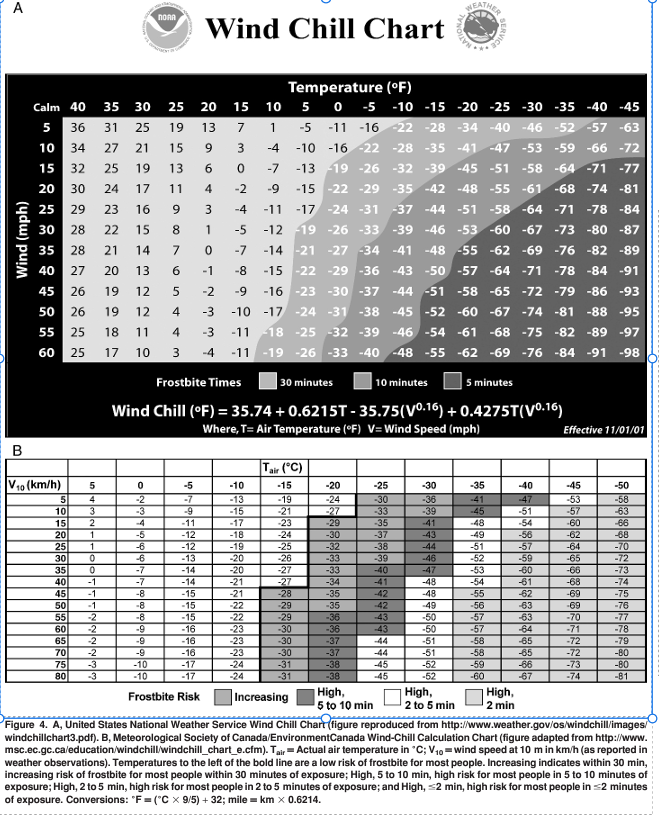 A
NOAA
Wind Chill Chart
NATIONAL WEATHER SERVICE
Temperature (ºF)
Calm 40 35 30 25 20 15 10 5 0 -5 -10 -15 -20 -25 -30 -35 -40 -45
5 36 31 25 19 13 7 1 -5 -11 -16 -22 -28 -34 -40 -46 -52 -57 -63
10 34 27 21 15 9 3 -4 -10 -16 -22 -28 -35 -41 -47 -53 -59 -66 -72
15 32 25 19 13 6 0 -7 -13 -19 -26 -32 -39 -45 -51 -58 -64 -71 -77
20 30 24 17 11 4 -2 -9 -15 -22 -29 -35 -42 -48 -55 -61 -68 -74 -81
25 29 23 16 9 3 -4 -11 -17 -24 -31 -37 -44 -51 -58 -64 -71 -78 -84
30 28 22 15 8 1 -5 -12 -19 -26 -33 -39 -46 -53 -60 -67 -73 -80 -87
35 28 21 14 7 0 -7 -14 -21 -27 -34 -41 -48 -55 -62 -69 -76 -82 -89
40 27 20 13 6 -1 -8 -15 -22 -29 -36 -43 -50 -57 -64 -71 -78 -84 -91
45 26 19 12 5 -2 -9 -16 -23 -30 -37 -44 -51 -58 -65 -72 -79 -86 -93
50 26 19 12 4 -3 -10 -17 -24 -31 -38 -45 -52 -60 -67 -74 -81 -88 -95
55 25 18 11 4 -3 -11 -18 -25 -32 -39 -46 -54 -61 -68 -75 -82 -89 -97
60 25 17 10 3 -4 -11 -19 -26 -33 -40 -48 -55 -62 -69 -76 -84 -91 -98
Wind (mph)
Frostbite Times 30 minutes 10 minutes 5 minutes
Wind Chill (ºF) = 35.74 + 0.6215T - 35.75(V0.16) + 0.4275T(V0.16)
Where, T= Air Temperature (ºF) V= Wind Speed (mph) Effective 11/01/01
B
Tair (°C)
V10 (km/h) 5 0 -5 -10 -15 -20 -25 -30 -35 -40 -45 -50
5 4 -2 -7 -13 -19 -24 -30 -36 -41 -47 -53 -58
10 3 -3 -9 -15 -21 -27 -33 -39 -45 -51 -57 -63
15 2 -4 -11 -17 -23 -29 -35 -41 -48 -54 -60 -66
20 1 -5 -12 -18 -24 -30 -37 -43 -49 -56 -62 -68
25 1 -6 -12 -19 -25 -32 -38 -44 -51 -57 -64 -70
30 0 -6 -13 -20 -26 -33 -39 -46 -52 -59 -65 -72
35 0 -7 -14 -20 -27 -33 -40 -47 -53 -60 -66 -73
40 -1 -7 -14 -21 -27 -34 -41 -48 -54 -61 -68 -74
45 -1 -8 -15 -21 -28 -35 -42 -48 -55 -62 -69 -75
50 -1 -8 -15 -22 -29 -35 -42 -49 -56 -63 -69 -76
55 -2 -8 -15 -22 -29 -36 -43 -50 -57 -63 -70 -77
60 -2 -9 -16 -23 -30 -36 -43 -50 -57 -64 -71 -78
65 -2 -9 -16 -23 -30 -37 -44 -51 -58 -65 -72 -79
70 -2 -9 -16 -23 -30 -37 -44 -51 -58 -65 -72 -80
75 -3 -10 -17 -24 -31 -38 -45 -52 -59 -66 -73 -80
80 -3 -10 -17 -24 -31 -38 -45 -52 -60 -67 -74 -81
Frostbite Risk Increasing High, 5 to 10 min High, 2 to 5 min High, 2 min
Figure 4. A, United States National Weather Service Wind Chill Chart (figure reproduced from http://www.weather.gov/os/windchill/images/
windchillchart3.pdf). B, Meteorological Society of Canada/EnvironmentCanada Wind-Chill Calculation Chart (figure adapted from http://www.
msc.ec.gc.ca/education/windchill/windchill_chart_e.cfm). Tair = Actual air temperature in °C; V10 = wind speed at 10 m in km/h (as reported in
weather observations). Temperatures to the left of the bold line are a low risk of frostbite for most people. Increasing indicates within 30 min,
increasing risk of frostbite for most people within 30 minutes of exposure; High, 5 to 10 min, high risk for most people in 5 to 10 minutes of
exposure; High, 2 to 5 min, high risk for most people in 2 to 5 minutes of exposure; and High, ≤2 min, high risk for most people in ≤2 minutes
of exposure. Conversions: °F = (°C × 9/5) + 32; mile = km × 0.6214.